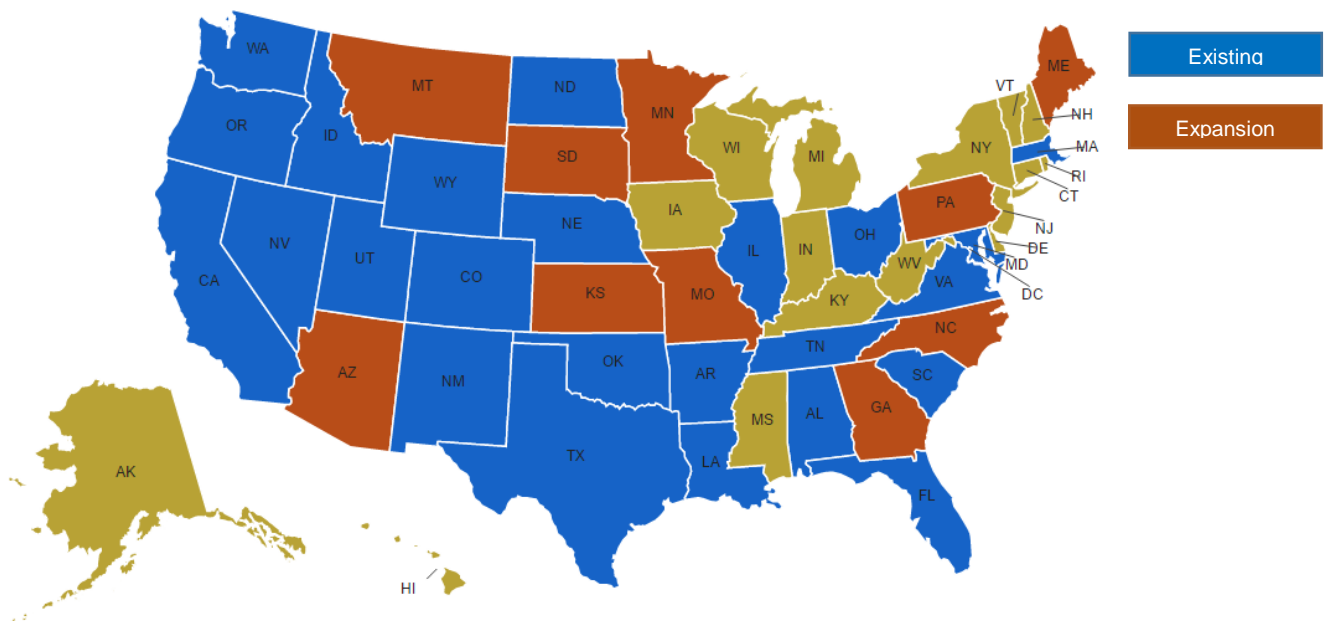 WA
MT
ND
MN
ME
VT
NH
OR
ID
SD
WI
MI
NY
MA
RI
CT
WY
IA
PA
NE
NJ
NV
UT
CO
IL
IN
OH
WV
DE
MD
DC
CA
KS
MO
KY
VA
AZ
NM
OK
AR
TN
NC
SC
MS
AL
GA
TX
LA
FL
AK
HI
Existing
Expansion